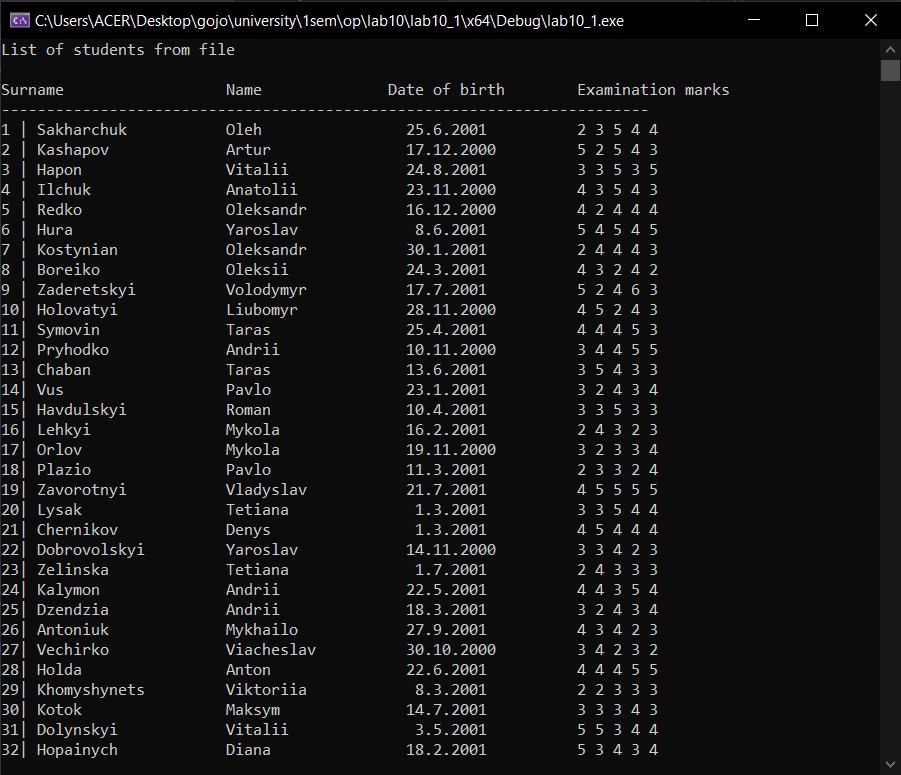 C:\Users\ACER\Desktop\gojo\university\1sem\op\lab10\lab10_1\x64\Debug\lab10_1.exe
List of students from file
Surname Name Date of birth Examination marks
------------------------------------------------------------------------
1 | Sakharchuk Oleh 25.6.2001 2 3 5 4 4
2 | Kashapov Artur 17.12.2000 5 2 5 4 3
3 | Hapon Vitalii 24.8.2001 3 3 5 3 5
4 | Ilchuk Anatolii 23.11.2000 4 3 5 4 3
5 | Redko Oleksandr 16.12.2000 4 2 4 4 4
6 | Hura Yaroslav 8.6.2001 5 4 5 4 5
7 | Kostynian Oleksandr 30.1.2001 2 4 4 4 3
8 | Boreiko Oleksii 24.3.2001 4 3 2 4 2
9 | Zaderetskyi Volodymyr 17.7.2001 5 2 4 6 3
10| Holovatyi Liubomyr 28.11.2000 4 5 2 4 3
11| Symovin Taras 25.4.2001 4 4 4 5 3
12| Pryhodko Andrii 10.11.2000 3 4 4 5 5
13| Chaban Taras 13.6.2001 3 5 4 3 3
14| Vus Pavlo 23.1.2001 3 2 4 3 4
15| Havdulskyi Roman 10.4.2001 3 3 5 3 3
16| Lehkyi Mykola 16.2.2001 2 4 3 2 3
17| Orlov Mykola 19.11.2000 3 2 3 3 4
18| Plazio Pavlo 11.3.2001 2 3 3 2 4
19| Zavorotnyi Vladyslav 21.7.2001 4 5 5 5 5
20| Lysak Tetiana 1.3.2001 3 3 5 4 4
21| Chernikov Denys 1.3.2001 4 5 4 4 4
22| Dobrovolskyi Yaroslav 14.11.2000 3 3 4 2 3
23| Zelinska Tetiana 1.7.2001 2 4 3 3 3
24| Kalymon Andrii 22.5.2001 4 4 3 5 4
25| Dzendzia Andrii 18.3.2001 3 2 4 3 4
26| Antoniuk Mykhailo 27.9.2001 4 3 4 2 3
27| Vechirko Viacheslav 30.10.2000 3 4 2 3 2
28| Holda Anton 22.6.2001 4 4 4 5 5
29| Khomyshynets Viktoriia 8.3.2001 2 2 3 3 3
30| Kotok Maksym 14.7.2001 3 3 3 4 3
31| Dolynskyi Vitalii 3.5.2001 5 5 3 4 4
32| Hopainych Diana 18.2.2001 5 3 4 3 4